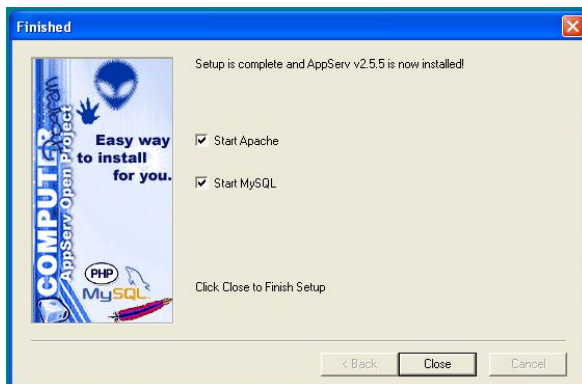 Finished
Setup is complete and AppServ v2.5.5 is now installed!
COMPUTER
Program
AppServ Open Project
Easy way
to install
for you.
PHP
MySQL
Start Apache
Start MySQL
Click Close to Finish Setup
< Back
Close
Cancel